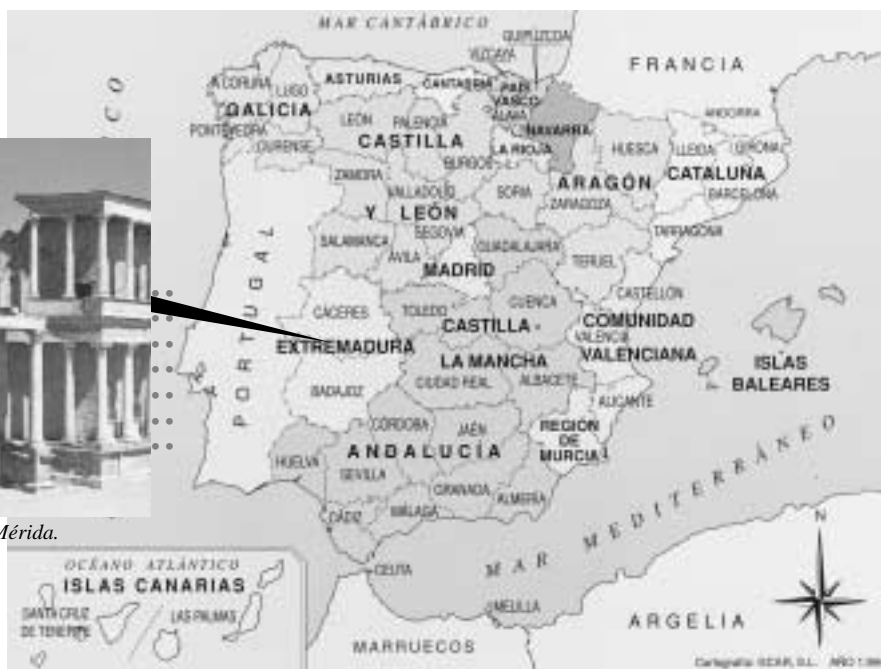 MAR CANTÁBRICO
GUIPÚZCOA
VIZCAYA
FRANCIA
A CORUÑA
LUGO
ASTURIAS
CANTABRIA
PAÍS
VASCO
ÁLAVA
NAVARRA
ANDORRA
GALICIA
LEÓN
PALENCIA
PONTEVEDRA
OURENSE
CASTILLA
BURGOS
LA RIOJA
HUESCA
LLEIDA
GIRONA
CATALUÑA
BARCELONA
ZAMORA
VALLADOLID
SORIA
ARAGÓN
ZARAGOZA
Y LEÓN
SEGOVIA
TARRAGONA
SALAMANCA
ÁVILA
GUADALAJARA
MADRID
TERUEL
PORTUGAL
CASTELLÓN
CÁCERES
TOLEDO
CUENCA
CASTILLA -
COMUNIDAD
VALENCIA
VALENCIANA
EXTREMADURA
LA MANCHA
ISLAS
BALEARES
BADAJOZ
CIUDAD REAL
ALBACETE
ALICANTE
CÓRDOBA
JAÉN
REGIÓN
DE
MURCIA
ANDALUCÍA
HUELVA
SEVILLA
GRANADA
ALMERÍA
MÁLAGA
CÁDIZ
MAR MEDITERRÁNEO
Mérida.
CEUTA
MELILLA
N
OCÉANO ATLÁNTICO
ISLAS CANARIAS
SANTA CRUZ
DE TENERIFE
LAS PALMAS
MARRUECOS
ARGELIA
Cartografía